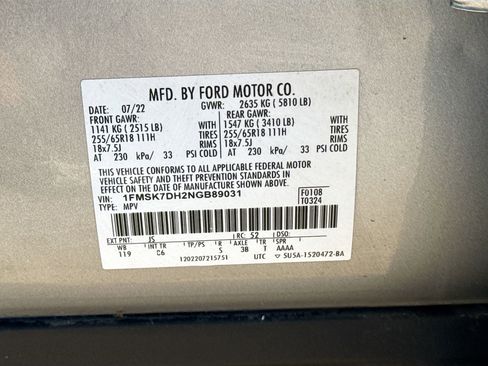 MFD. BY FORD MOTOR CO.
DATE: 07/22 GVWR: 2635 KG ( 5810 LB)
FRONT GAWR: REAR GAWR:
1141 KG ( 2515 LB) WITH 1547 KG ( 3410 LB) WITH
255/65R18 111H TIRES 255/65R18 111H TIRES
18x7.5J RIMS 18x7.5J RIMS
AT 230 kPa/ 33 PSI COLD AT 230 kPa/ 33 PSI COLD
THIS VEHICLE CONFORMS TO ALL APPLICABLE FEDERAL MOTOR
VEHICLE SAFETY AND THEFT PREVENTION STANDARDS IN
EFFECT ON THE DATE OF MANUFACTURE SHOWN ABOVE.
VIN: 1FMSK7DH2NGB89031 F0108
TYPE: MPV T0324
EXT PNT: JS RC: 52 DSO:
WB INT TR TP/PS R AXLE TR SPR
119 C6 S 3B T AAAA
1202207215751 UTC SU5A-1520472-BA